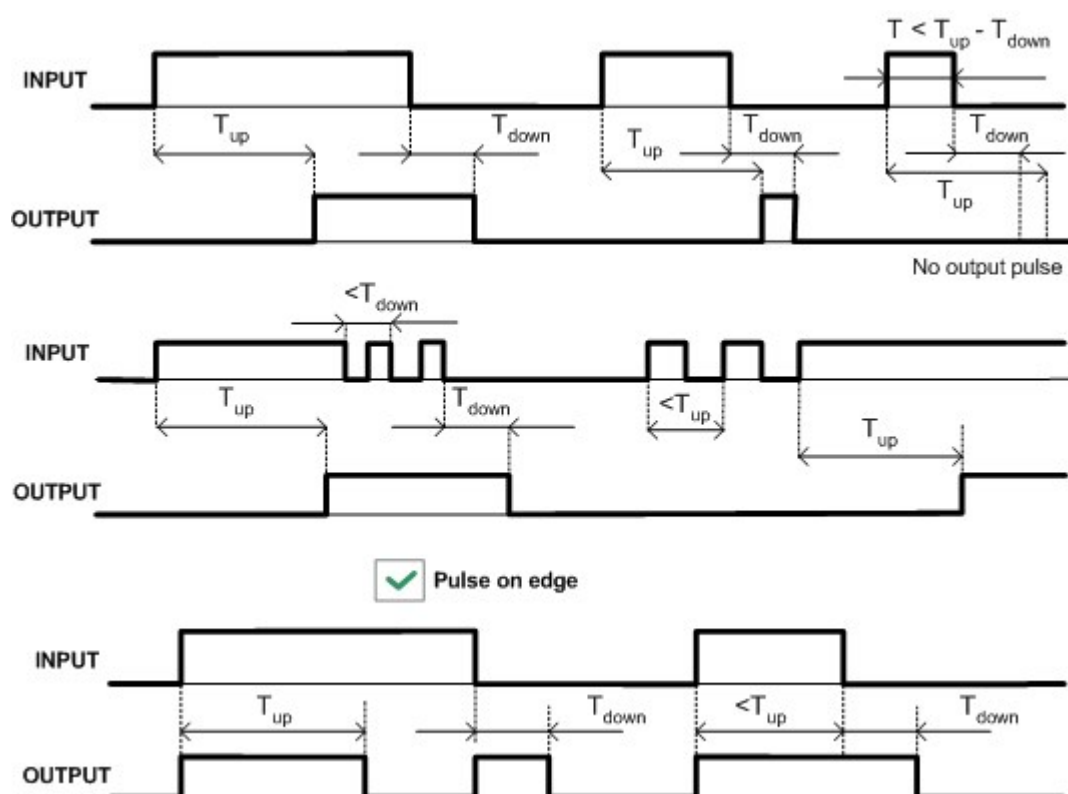 T < Tup - Tdown
INPUT
Tup
Tdown
Tup
Tdown
Tdown
Tup
OUTPUT
No output pulse
<Tdown
INPUT
Tup
Tdown
<Tup
Tup
OUTPUT
Pulse on edge
INPUT
Tup
Tdown
<Tup
Tdown
OUTPUT